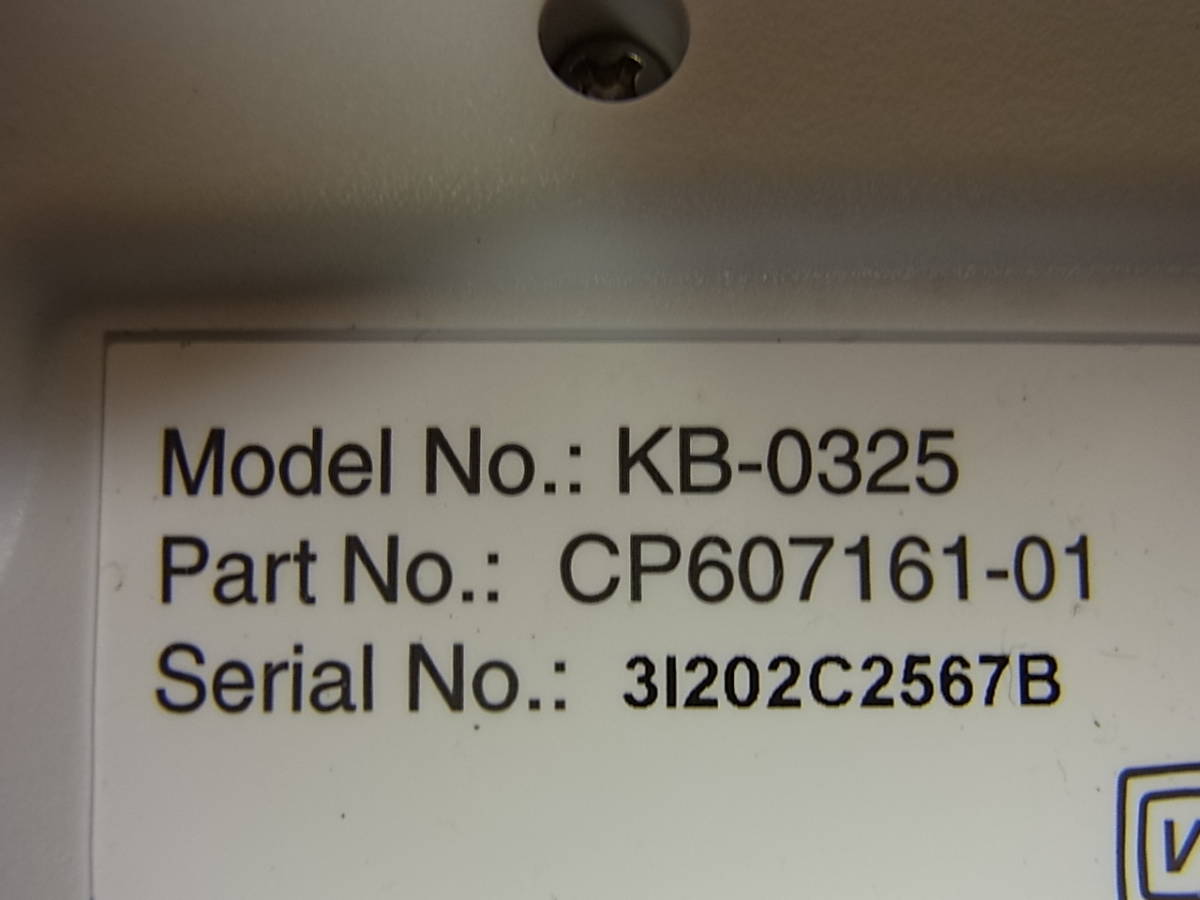 Model No.: KB-0325
Part No.: CP607161-01
Serial No.: 3I202C2567B